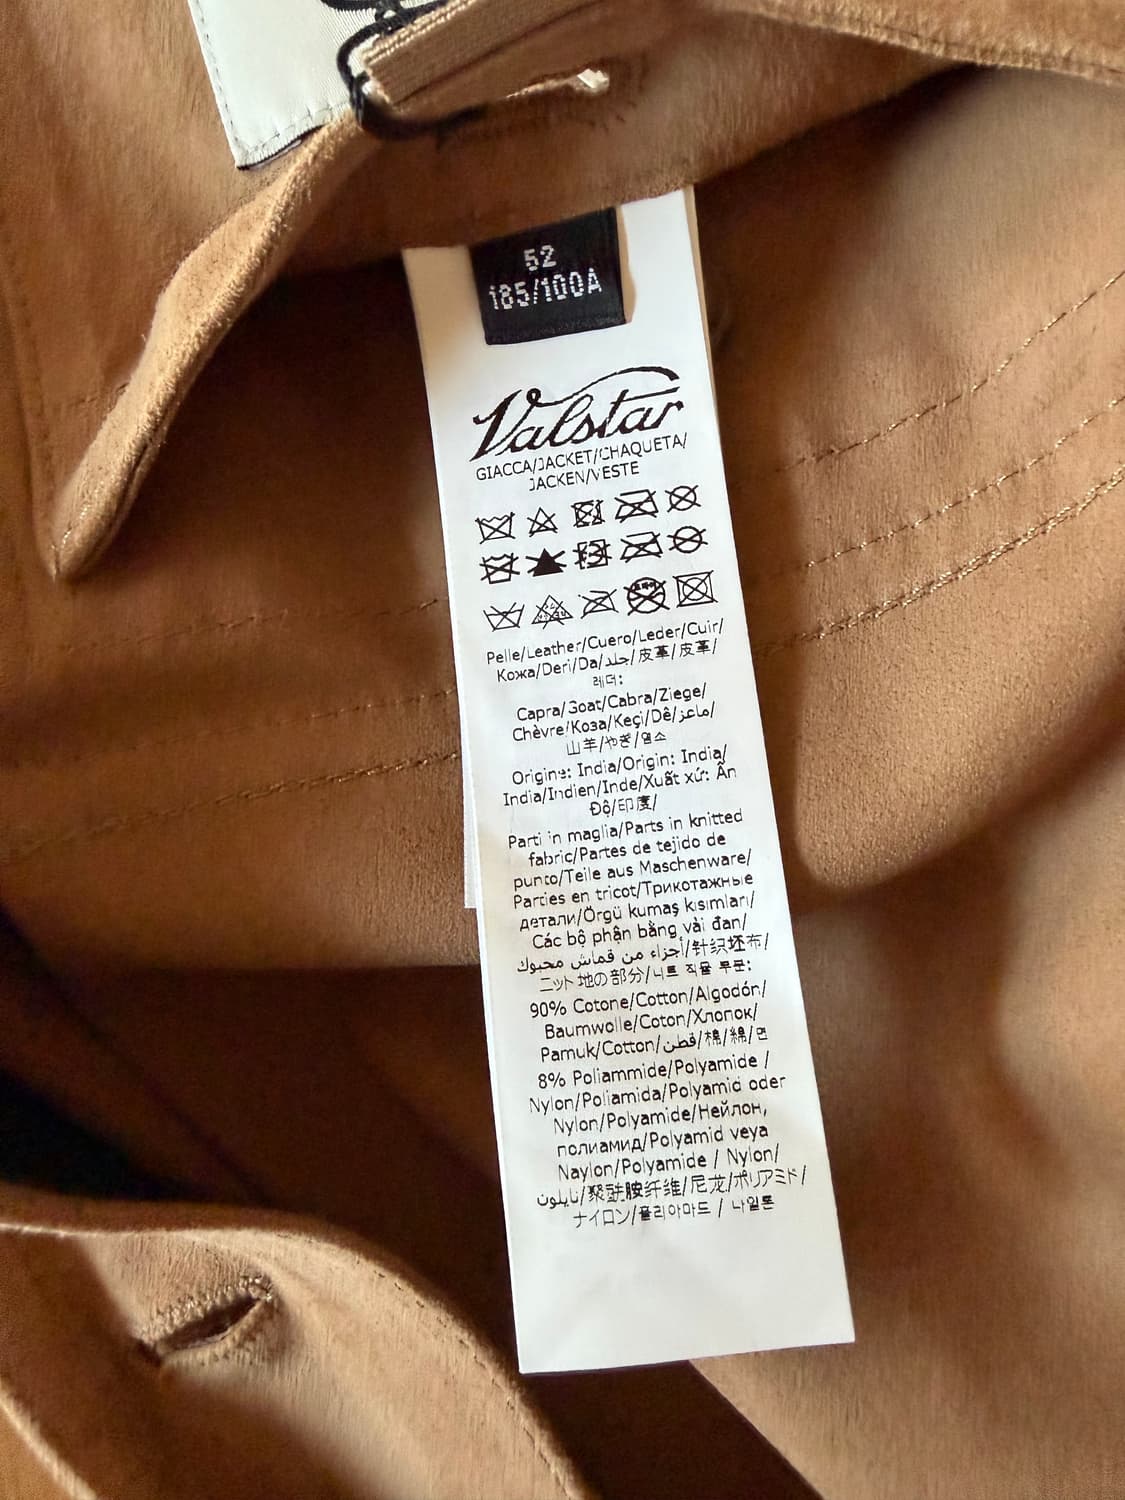 52
185/100A
Valstar
GIACCA/JACKET/CHAQUETA/
JACKEN/VESTE
Pelle/Leather/Cuero/Leder/Cuir/
Кожа/Deri/Da/جلد/皮革/皮革/
레더:
Capra/Goat/Cabra/Ziege/
Chèvre/Коза/Keçi/Dê/ماعز/
山羊/やぎ/염소
Origine: India/Origin: India/
India/Indien/Inde/Xuất xứ: Ấn
Độ/印度/
Parti in maglia/Parts in knitted
fabric/Partes de tejido de
punto/Teile aus Maschenware/
Parties en tricot/Трикотажные
детали/Örgü kumaş kısımları/
Các bộ phận bằng vải đan/
أجزاء من قماش محبوك/针织坯布/
ニット地の部分/니트 직물 부분:
90% Cotone/Cotton/Algodón/
Baumwolle/Coton/Хлопок/
Pamuk/Cotton/قطن/棉/綿/면
8% Poliammide/Polyamide /
Nylon/Poliamida/Polyamid oder
Nylon/Polyamide/Нейлон,
полиамид/Polyamid veya
Naylon/Polyamide / Nylon/
نايلون/聚酰胺纤维/尼龙/ポリアミド/
ナイロン/폴리아마드 / 나일론